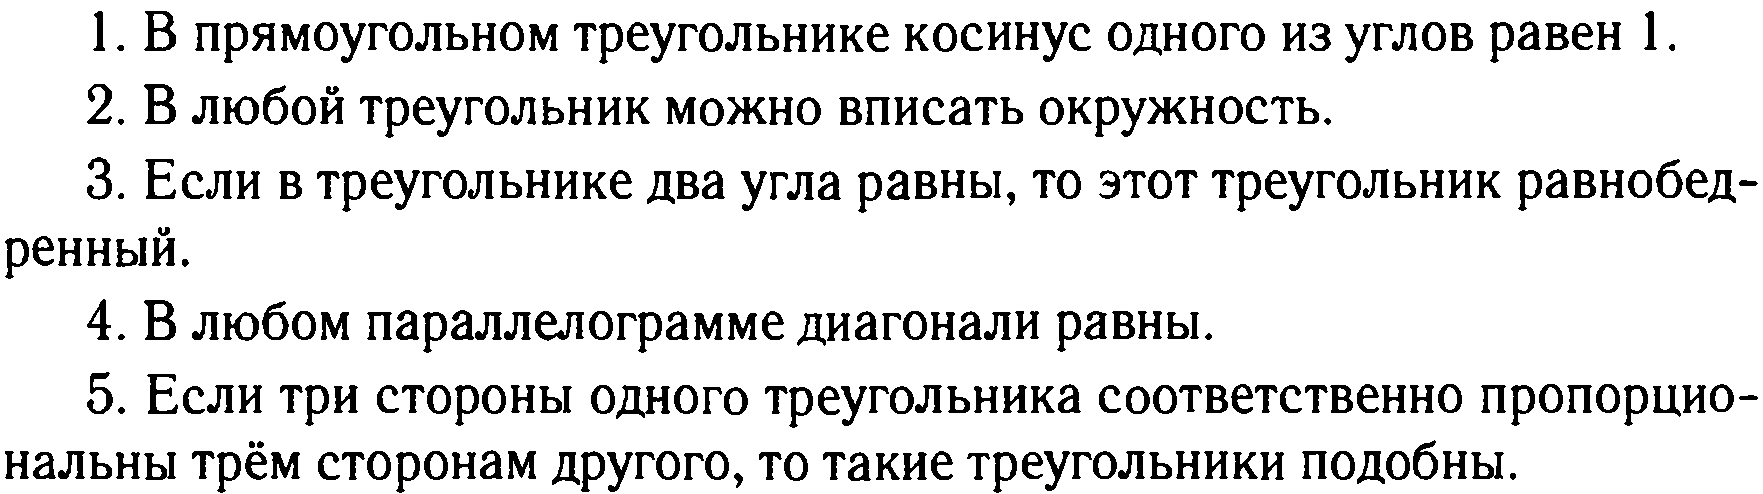 1. В прямоугольном треугольнике косинус одного из углов равен 1.
2. В любой треугольник можно вписать окружность.
3. Если в треугольнике два угла равны, то этот треугольник равнобед-
ренный.
4. В любом параллелограмме диагонали равны.
5. Если три стороны одного треугольника соответственно пропорцио-
нальны трём сторонам другого, то такие треугольники подобны.